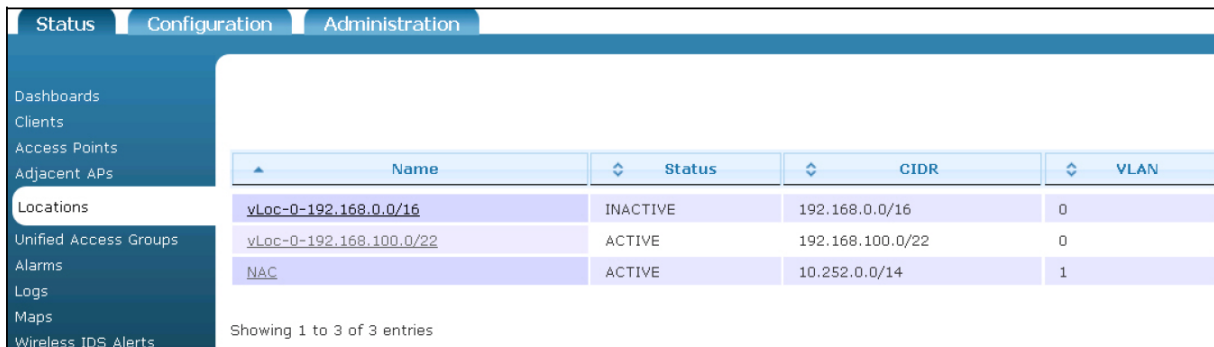 Status Configuration Administration
Dashboards
Clients
Access Points
Adjacent APs
Locations
Unified Access Groups
Alarms
Logs
Maps
Wireless IDS Alerts
Name Status CIDR VLAN
vLoc-0-192.168.0.0/16 INACTIVE 192.168.0.0/16 0
vLoc-0-192.168.100.0/22 ACTIVE 192.168.100.0/22 0
NAC ACTIVE 10.252.0.0/14 1
Showing 1 to 3 of 3 entries